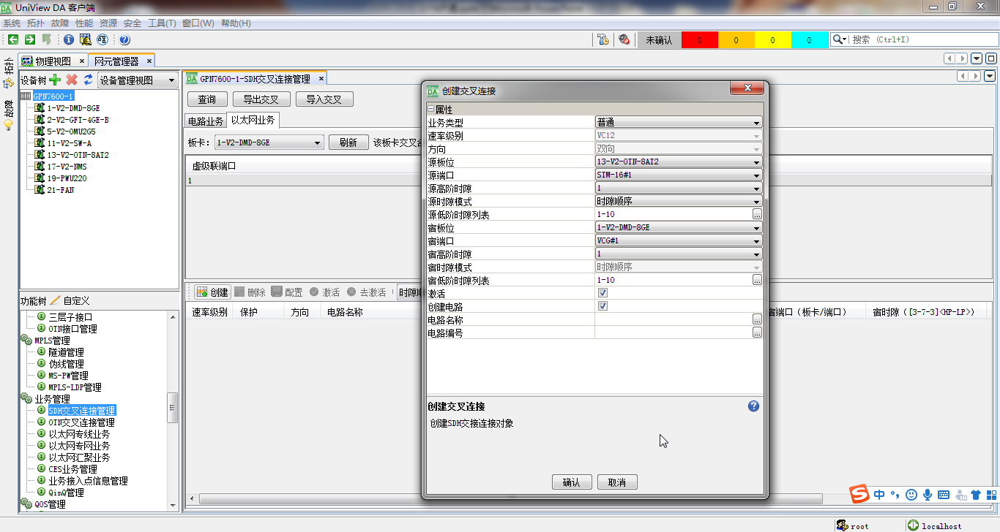 UniView DA 客户端
系统 拓扑 故障 性能 资源 安全 工具(T) 窗口(W) 帮助(H)
未确认 0 0 0 0 搜索 (Ctrl+I)
拓扑
故障
物理视图 × 网元管理器 ×
设备树 设备管理视图
GPN7600-1
1-V2-DMD-8GE
2-V2-GFT-4GE-B
5-V2-OMU2G5
11-V2-SW-A
13-V2-OTN-8AT2
17-V2-NMS
19-PWU220
21-FAN
功能树 自定义
三层子接口
OTN接口管理
MPLS管理
隧道管理
伪线管理
MS-PW管理
MPLS-LDP管理
业务管理
SDH交叉连接管理
OTN交叉连接管理
以太网专线业务
以太网专网业务
以太网汇聚业务
CES业务管理
业务接入点信息管理
QinQ管理
QOS管理
DA GPN7600-1-SDH交叉连接管理 ×
查询 导出交叉 导入交叉
电路业务 以太网业务
板卡： 1-V2-DMD-8GE 刷新 该板卡交叉
虚级联端口
1
创建 删除 配置 激活 去激活 时隙
速率级别 保护 方向 电路名称 宿端口（板卡/端口） 宿时隙（[3-7-3]<HP-LP>）
DA 创建交叉连接
属性
业务类型 普通
速率级别 VC12
方向 双向
源板位 13-V2-OTN-8AT2
源端口 STM-16#1
源高阶时隙 1
源时隙模式 时隙顺序
源低阶时隙列表 1-10 ...
宿板位 1-V2-DMD-8GE
宿端口 VCG#1
宿高阶时隙 1
宿时隙模式 时隙顺序
宿低阶时隙列表 1-10 ...
激活
创建电路
电路名称 ...
电路编号 ...
创建交叉连接
创建SDH交接连接对象
确认 取消
中
root localhost